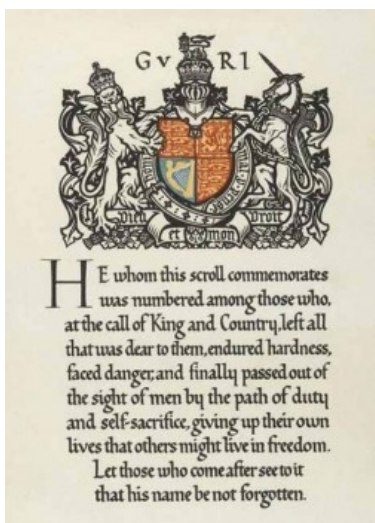 G V R I
Dieu et mon Droit
HE whom this scroll commemorates
was numbered among those who,
at the call of King and Country, left all
that was dear to them, endured hardness,
faced danger, and finally passed out of
the sight of men by the path of duty
and self-sacrifice, giving up their own
lives that others might live in freedom.
Let those who come after see to it
that his name be not forgotten.